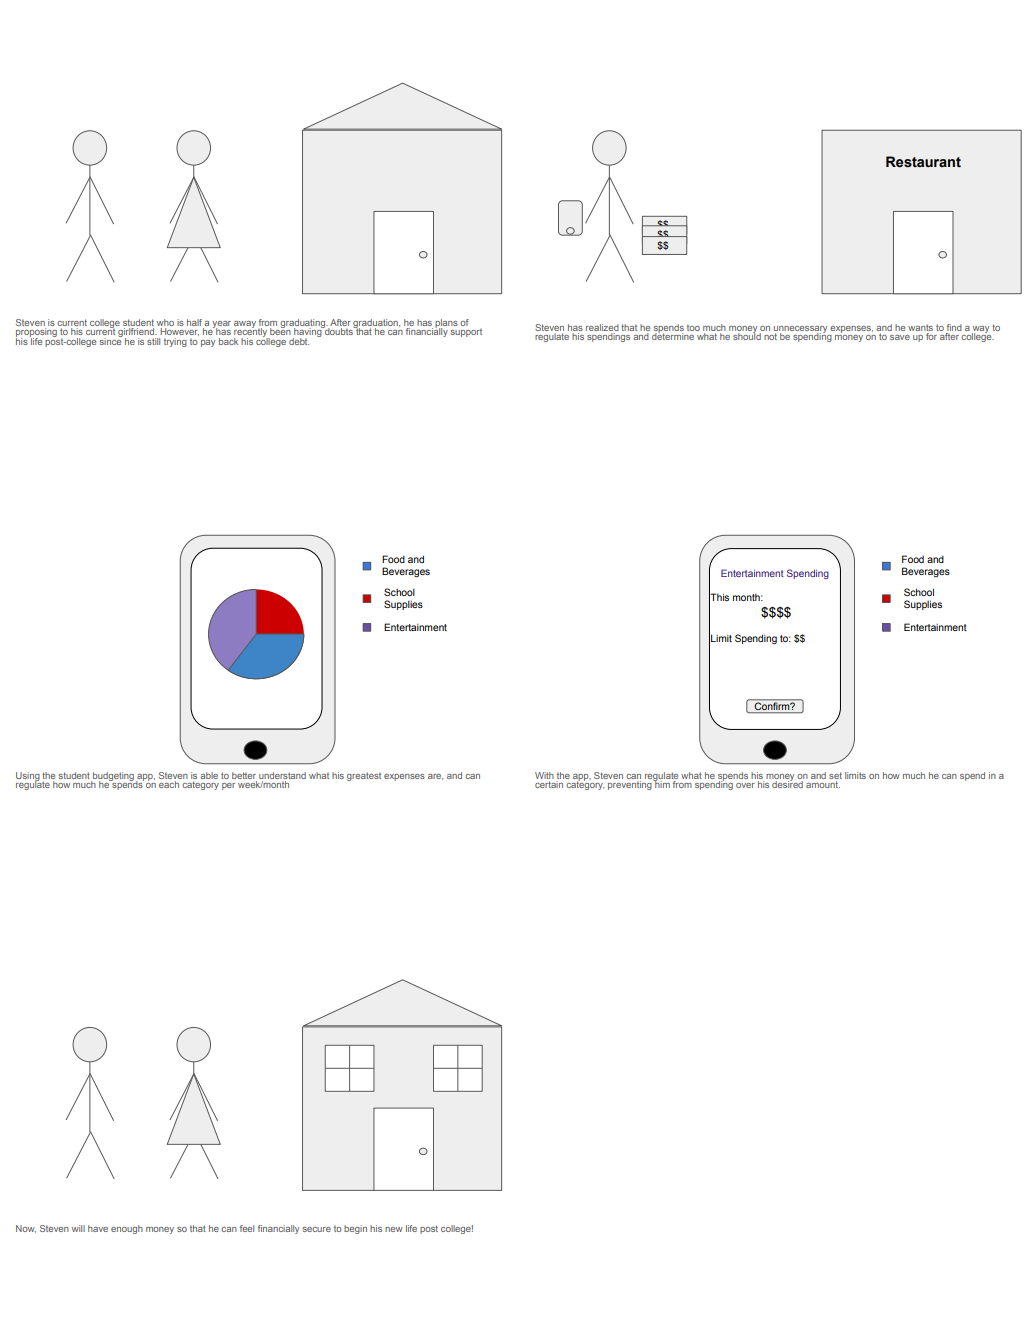 Restaurant
$$
$$
$$
Steven is current college student who is half a year away from graduating. After graduation, he has plans of
proposing to his current girlfriend. However, he has recently been having doubts that he can financially support
his life post-college since he is still trying to pay back his college debt.
Steven has realized that he spends too much money on unnecessary expenses, and he wants to find a way to
regulate his spendings and determine what he should not be spending money on to save up for after college.
Food and
Beverages
School
Supplies
Entertainment
Using the student budgeting app, Steven is able to better understand what his greatest expenses are, and can
regulate how much he spends on each category per week/month
Entertainment Spending
This month:
$$$$
Limit Spending to: $$
Confirm?
Food and
Beverages
School
Supplies
Entertainment
With the app, Steven can regulate what he spends his money on and set limits on how much he can spend in a
certain category, preventing him from spending over his desired amount.
Now, Steven will have enough money so that he can feel financially secure to begin his new life post college!